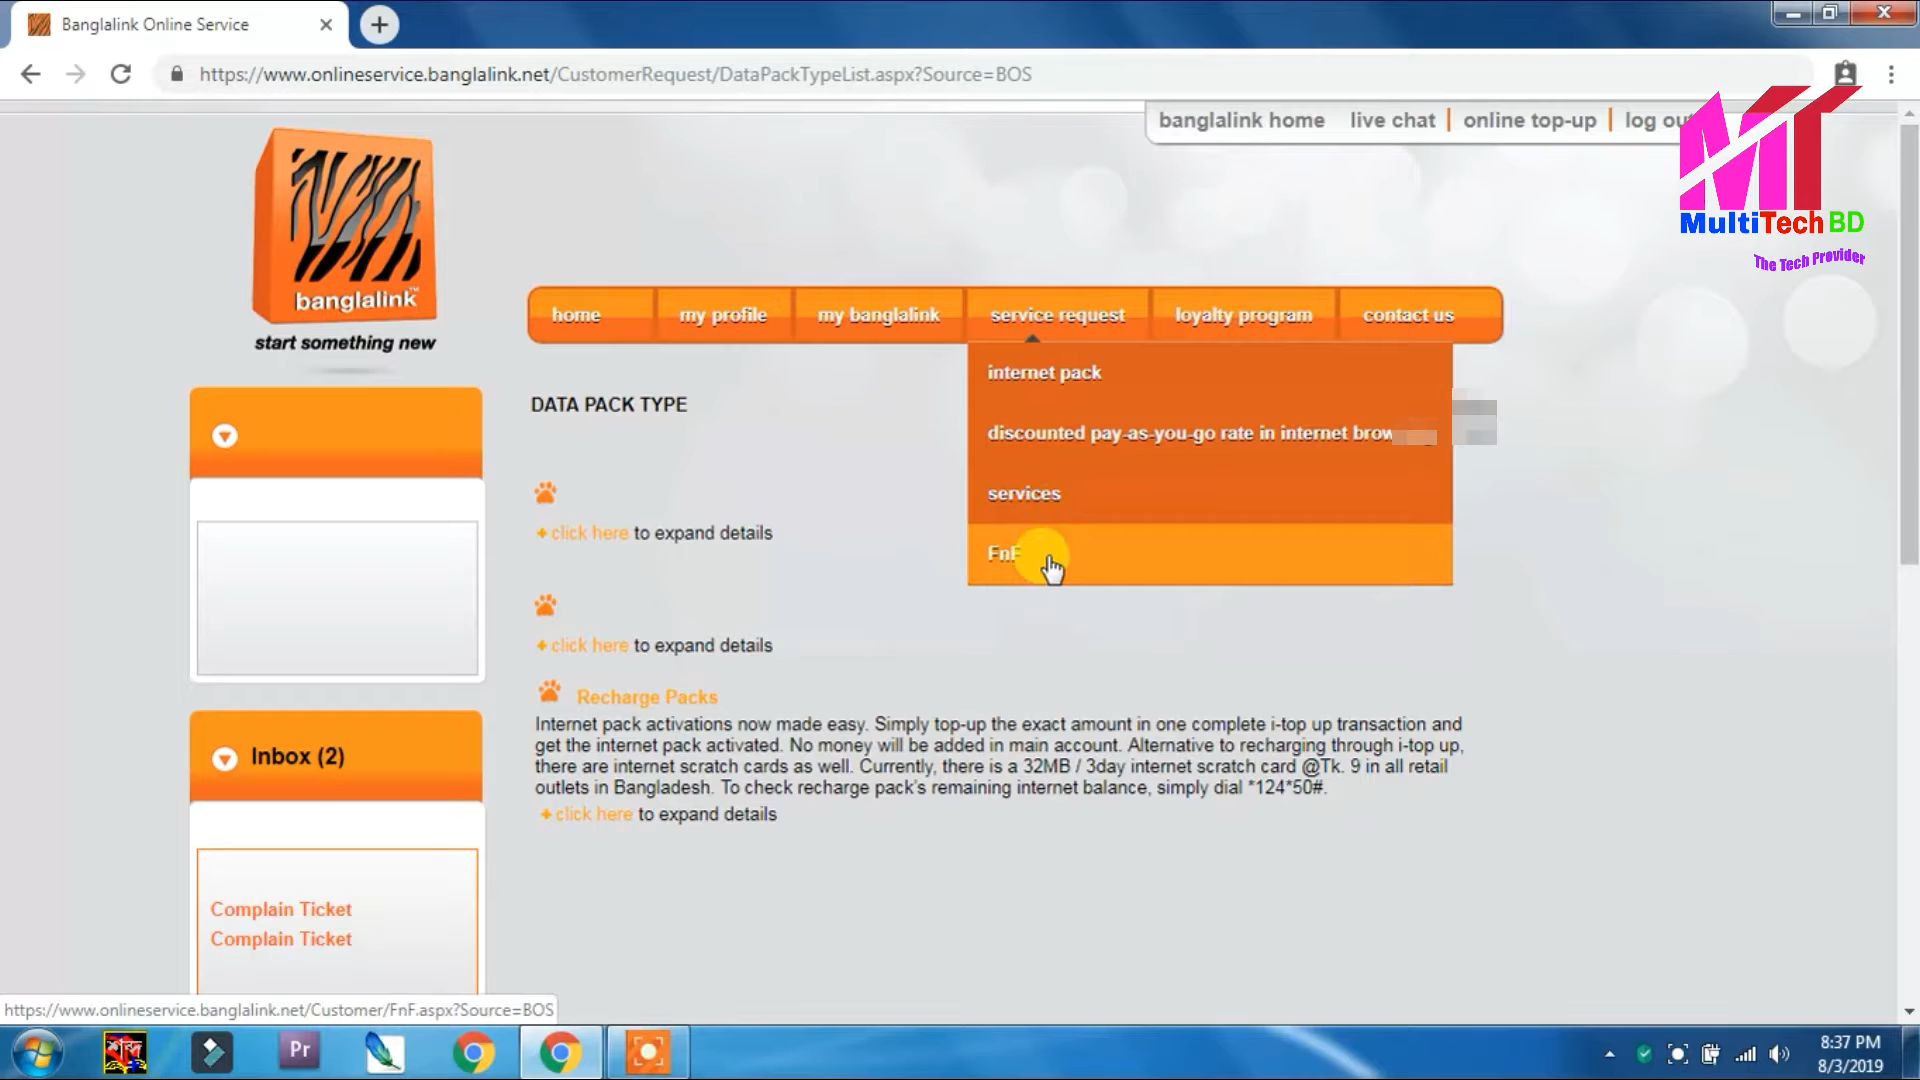 Banglalink Online Service
https://www.onlineservice.banglalink.net/CustomerRequest/DataPackTypeList.aspx?Source=BOS
banglalink home live chat online top-up log out
MT
MultiTech BD
The Tech Provider
banglalink™
start something new
home my profile my banglalink service request loyalty program contact us
internet pack
discounted pay-as-you-go rate in internet
services
FnF
DATA PACK TYPE
+ click here to expand details
+ click here to expand details
Recharge Packs
Internet pack activations now made easy. Simply top-up the exact amount in one complete i-top up transaction and
get the internet pack activated. No money will be added in main account. Alternative to recharging through i-top up,
there are internet scratch cards as well. Currently, there is a 32MB / 3day internet scratch card @Tk. 9 in all retail
outlets in Bangladesh. To check recharge pack's remaining internet balance, simply dial *124*50#.
+ click here to expand details
Inbox (2)
Complain Ticket
Complain Ticket
https://www.onlineservice.banglalink.net/Customer/FnF.aspx?Source=BOS
Pr
8:37 PM
8/3/2019